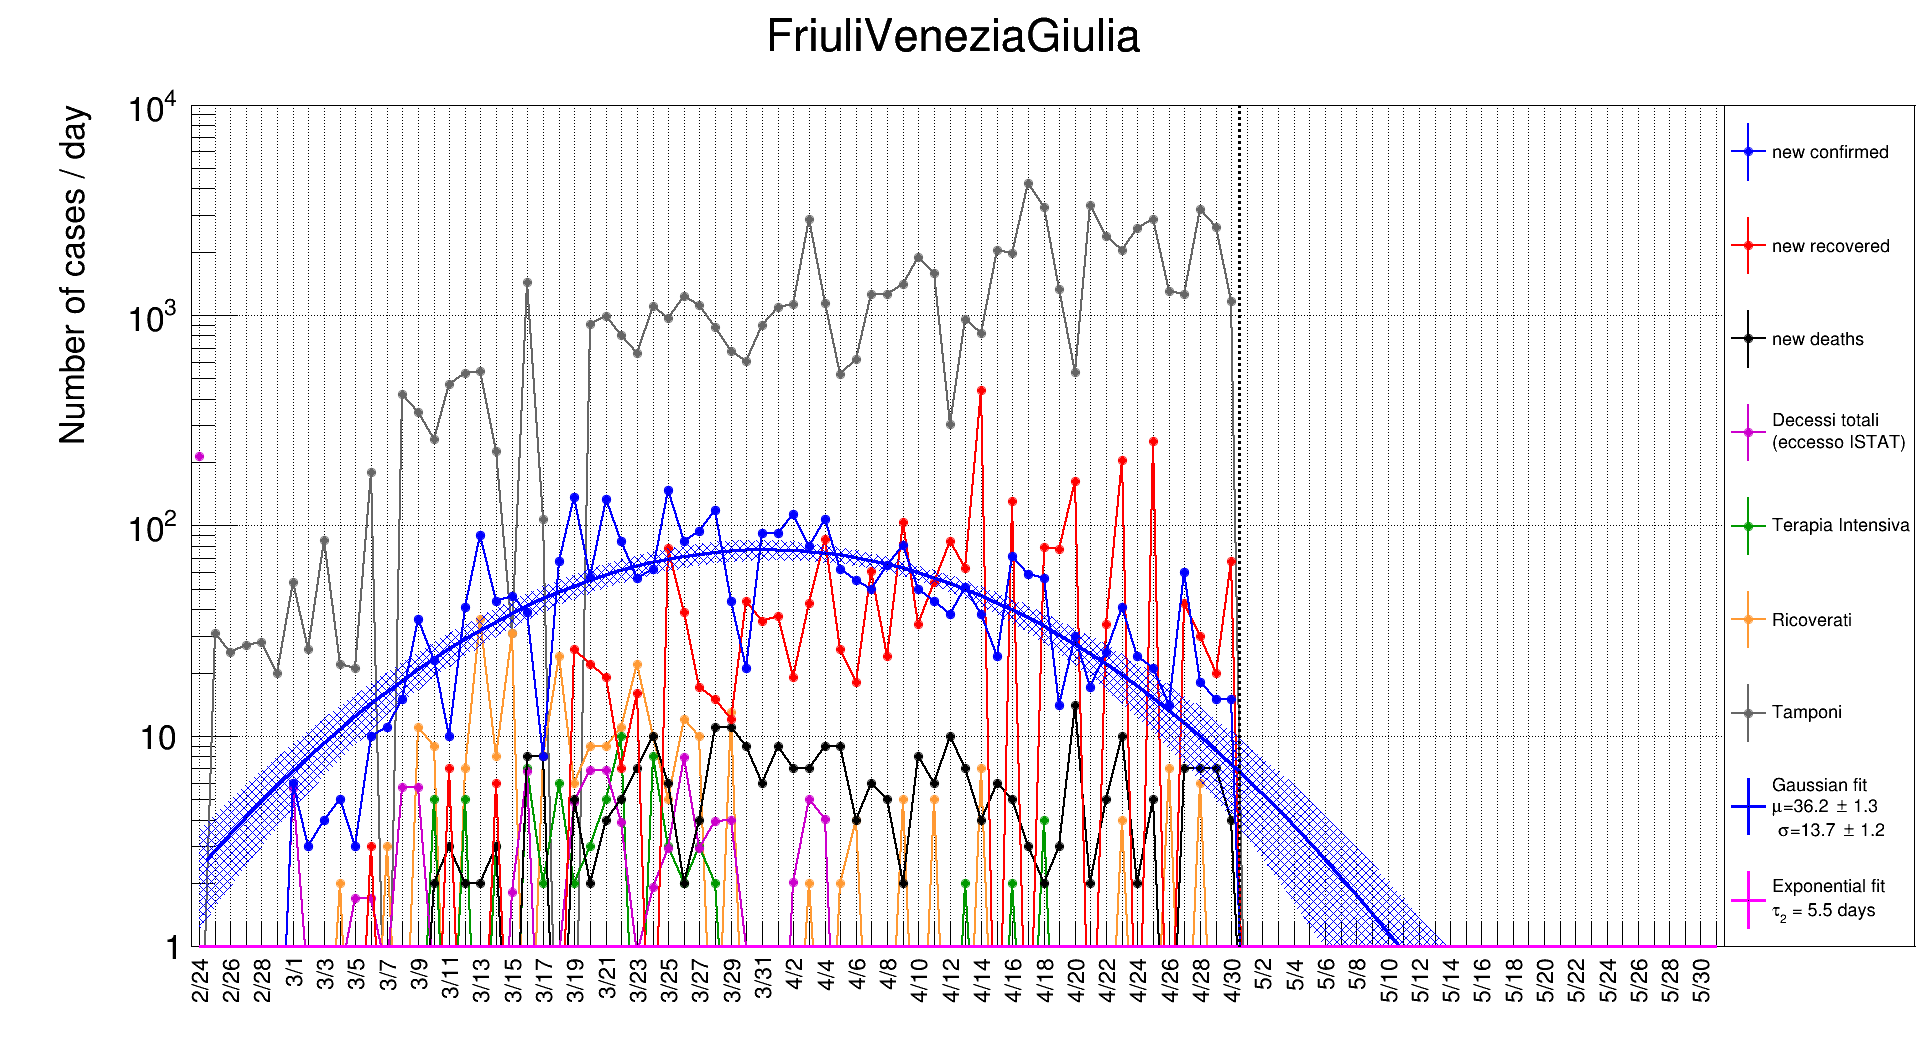 FriuliVeneziaGiulia
Number of cases / day
10^4
10^3
10^2
10
1
2/24 2/26 2/28 3/1 3/3 3/5 3/7 3/9 3/11 3/13 3/15 3/17 3/19 3/21 3/23 3/25 3/27 3/29 3/31 4/2 4/4 4/6 4/8 4/10 4/12 4/14 4/16 4/18 4/20 4/22 4/24 4/26 4/28 4/30 5/2 5/4 5/6 5/8 5/10 5/12 5/14 5/16 5/18 5/20 5/22 5/24 5/26 5/28 5/30
new confirmed
new recovered
new deaths
Decessi totali
(eccesso ISTAT)
Terapia Intensiva
Ricoverati
Tamponi
Gaussian fit
μ=36.2 ± 1.3
σ=13.7 ± 1.2
Exponential fit
τ₂ = 5.5 days